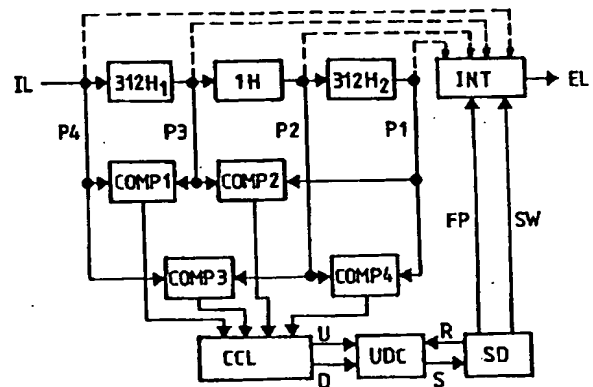 IL 312H1 1H 312H2 INT EL
P4 P3 P2 P1
COMP1 COMP2 FP SW
COMP3 COMP4
CCL U UDC R SD
D S